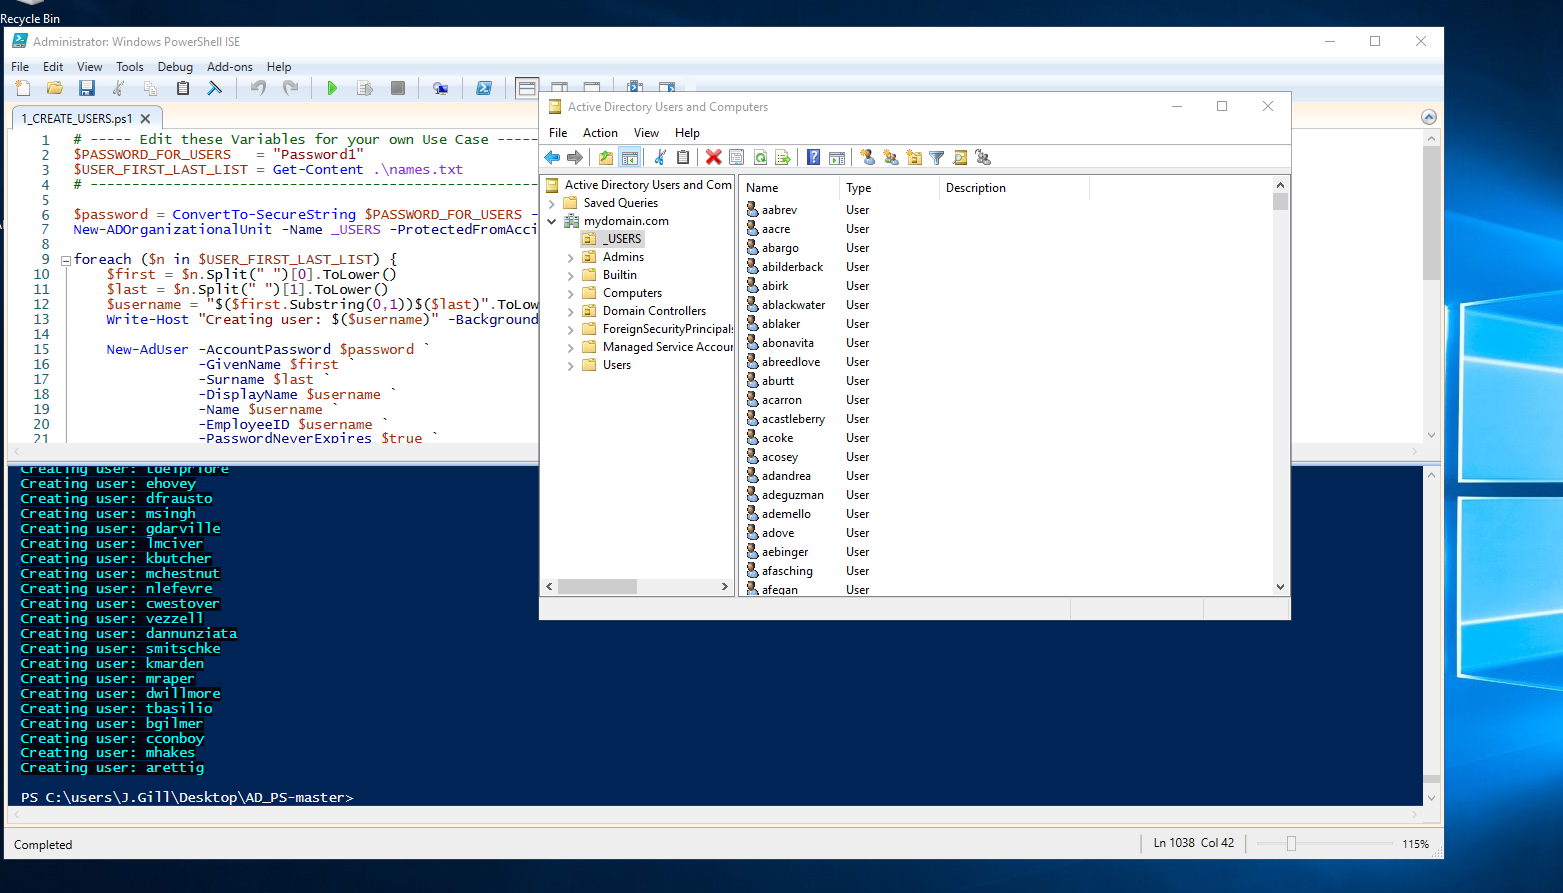 Recycle Bin
Administrator: Windows PowerShell ISE
File Edit View Tools Debug Add-ons Help
1_CREATE_USERS.ps1
1 # ----- Edit these Variables for your own Use Case -----
2 $PASSWORD_FOR_USERS = "Password1"
3 $USER_FIRST_LAST_LIST = Get-Content .\names.txt
4 # ------------------------------------------------------
5
6 $password = ConvertTo-SecureString $PASSWORD_FOR_USERS -
7 New-ADOrganizationalUnit -Name _USERS -ProtectedFromAcci
8
9 foreach ($n in $USER_FIRST_LAST_LIST) {
10 $first = $n.Split(" ")[0].ToLower()
11 $last = $n.Split(" ")[1].ToLower()
12 $username = "$($first.Substring(0,1))$($last)".ToLow
13 Write-Host "Creating user: $($username)" -Background
14
15 New-AdUser -AccountPassword $password `
16 -GivenName $first `
17 -Surname $last `
18 -DisplayName $username `
19 -Name $username `
20 -EmployeeID $username `
21 -PasswordNeverExpires $true `
Creating user: tdelpriore
Creating user: ehovey
Creating user: dfrausto
Creating user: msingh
Creating user: gdarville
Creating user: lmciver
Creating user: kbutcher
Creating user: mchestnut
Creating user: nlefevre
Creating user: cwestover
Creating user: vezzell
Creating user: dannunziata
Creating user: smitschke
Creating user: kmarden
Creating user: mraper
Creating user: dwillmore
Creating user: tbasilio
Creating user: bgilmer
Creating user: cconboy
Creating user: mhakes
Creating user: arettig
PS C:\users\J.Gill\Desktop\AD_PS-master>
Completed
Ln 1038 Col 42
115%
Active Directory Users and Computers
File Action View Help
Active Directory Users and Com
Saved Queries
mydomain.com
_USERS
Admins
Builtin
Computers
Domain Controllers
ForeignSecurityPrincipals
Managed Service Accour
Users
Name Type Description
aabrev User
aacre User
abargo User
abilderback User
abirk User
ablackwater User
ablaker User
abonavita User
abreedlove User
aburtt User
acarron User
acastleberry User
acoke User
acosey User
adandrea User
adeguzman User
ademello User
adove User
aebinger User
afasching User
afegan User